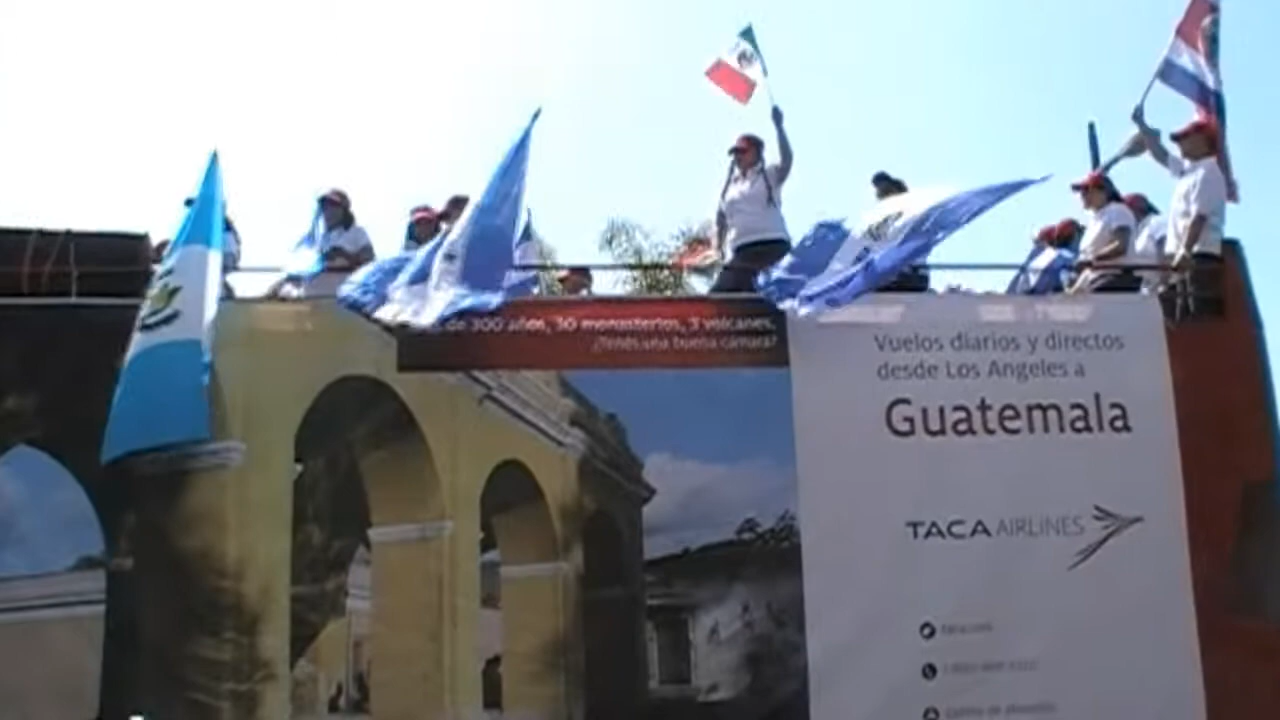 de 300 años, 30 monasterios, 3 volcanes.
¿Tenés una buena cámara?
Vuelos diarios y directos
desde Los Angeles a
Guatemala
TACA AIRLINES